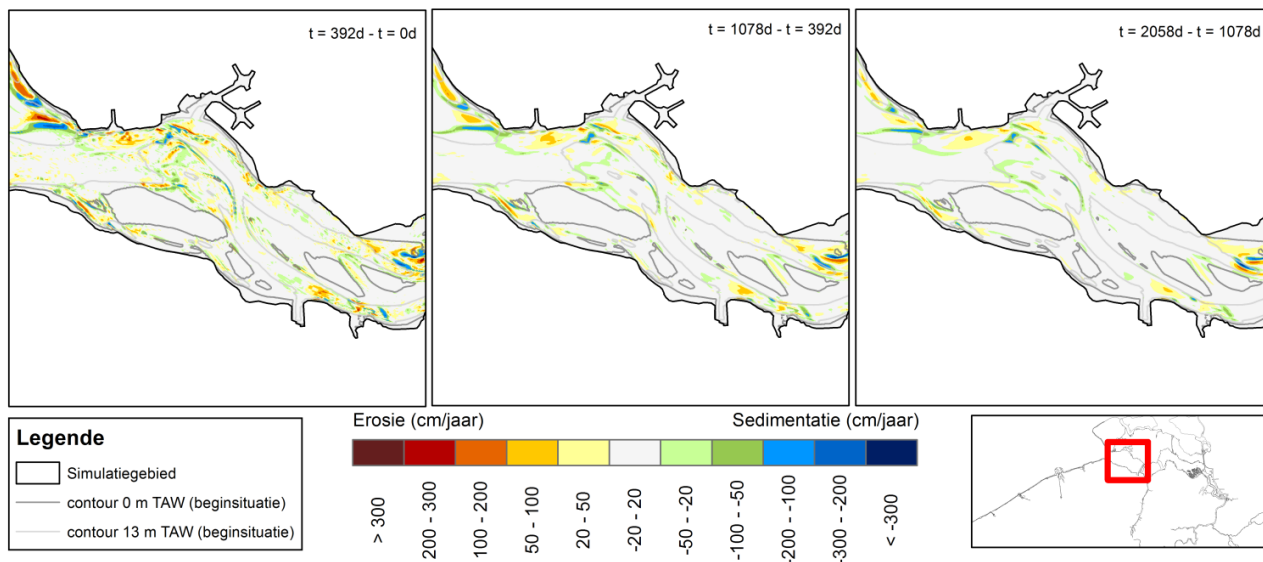 t = 392d - t = 0d
t = 1078d - t = 392d
t = 2058d - t = 1078d
Legende
Simulatiegebied
contour 0 m TAW (beginsituatie)
contour 13 m TAW (beginsituatie)
Erosie (cm/jaar)
Sedimentatie (cm/jaar)
> 300
200 - 300
100 - 200
50 - 100
20 - 50
-20 - 20
-50 - -20
-100 - -50
-200 - -100
-300 - -200
< -300